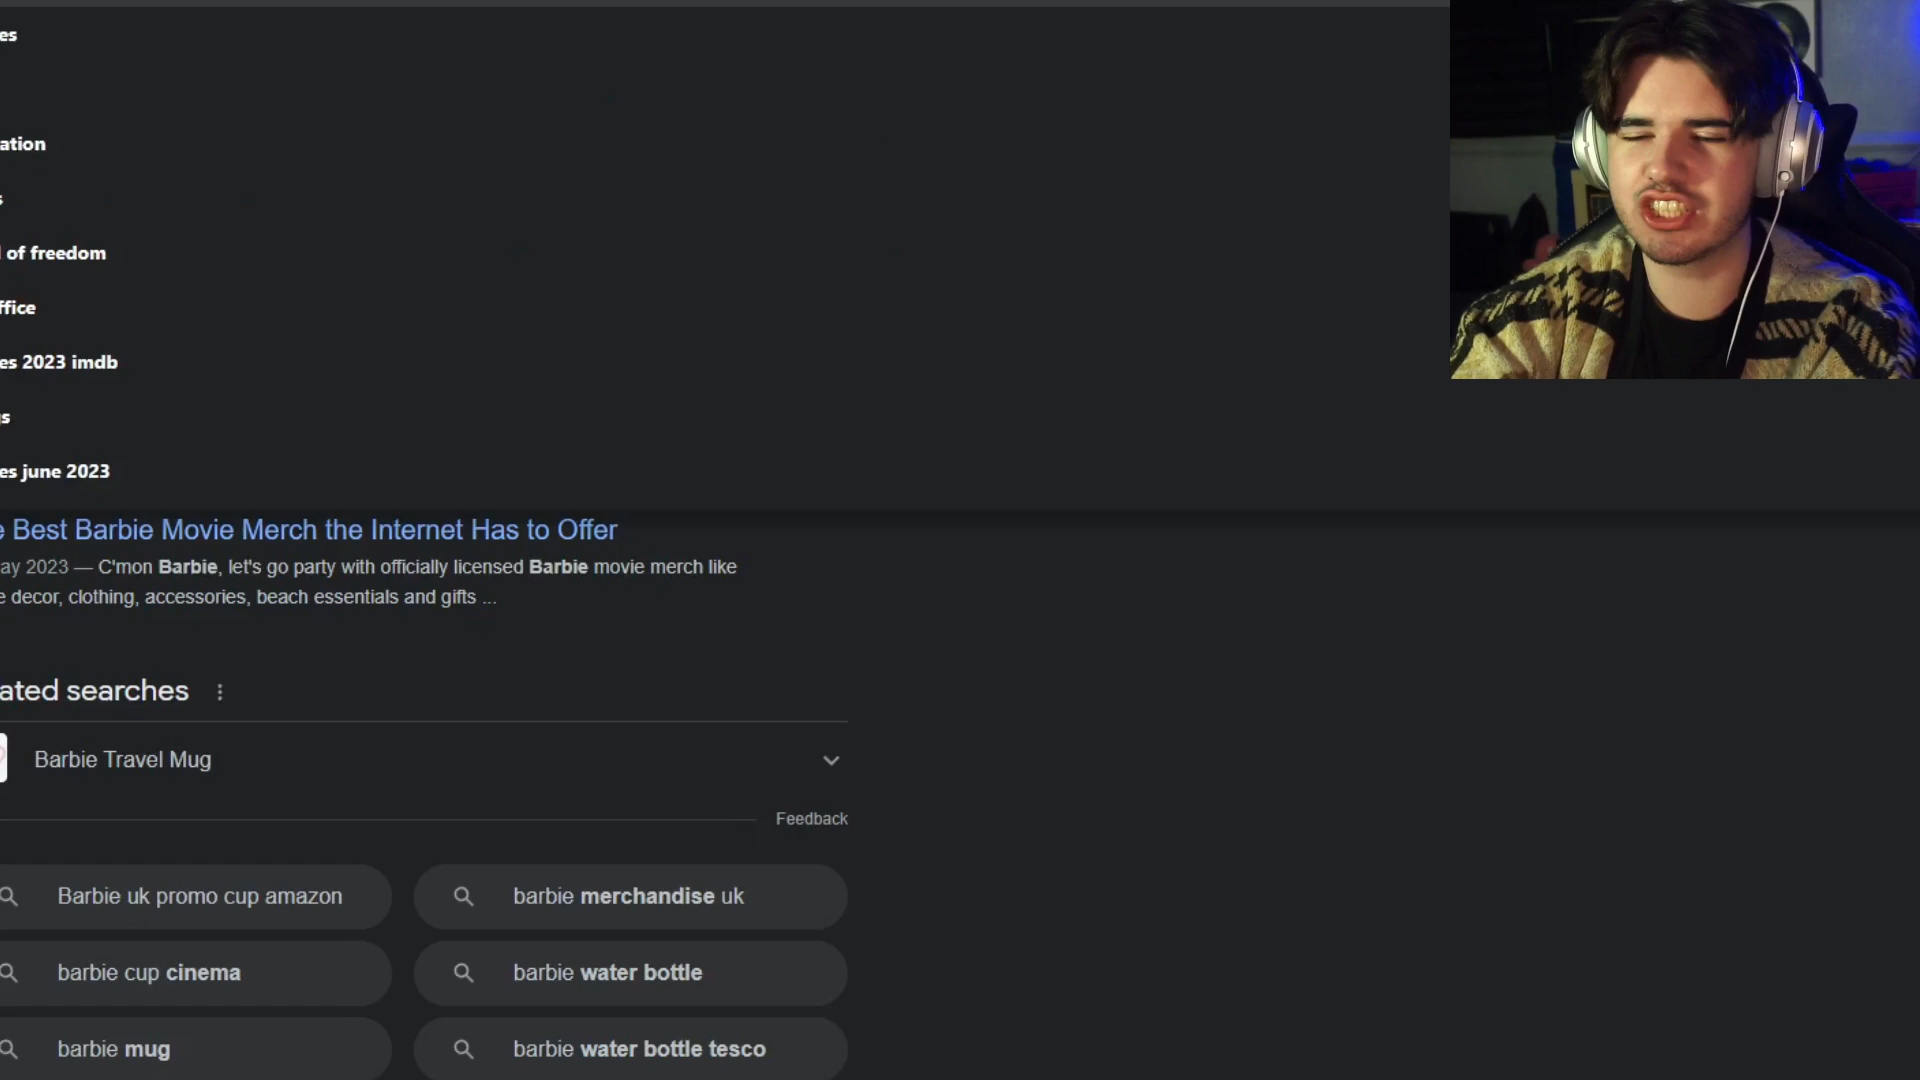 es
ation
s
of freedom
ffice
es 2023 imdb
gs
es june 2023
e Best Barbie Movie Merch the Internet Has to Offer
ay 2023 — C'mon Barbie, let's go party with officially licensed Barbie movie merch like
e decor, clothing, accessories, beach essentials and gifts ...
ated searches
Barbie Travel Mug
Feedback
Barbie uk promo cup amazon
barbie merchandise uk
barbie cup cinema
barbie water bottle
barbie mug
barbie water bottle tesco